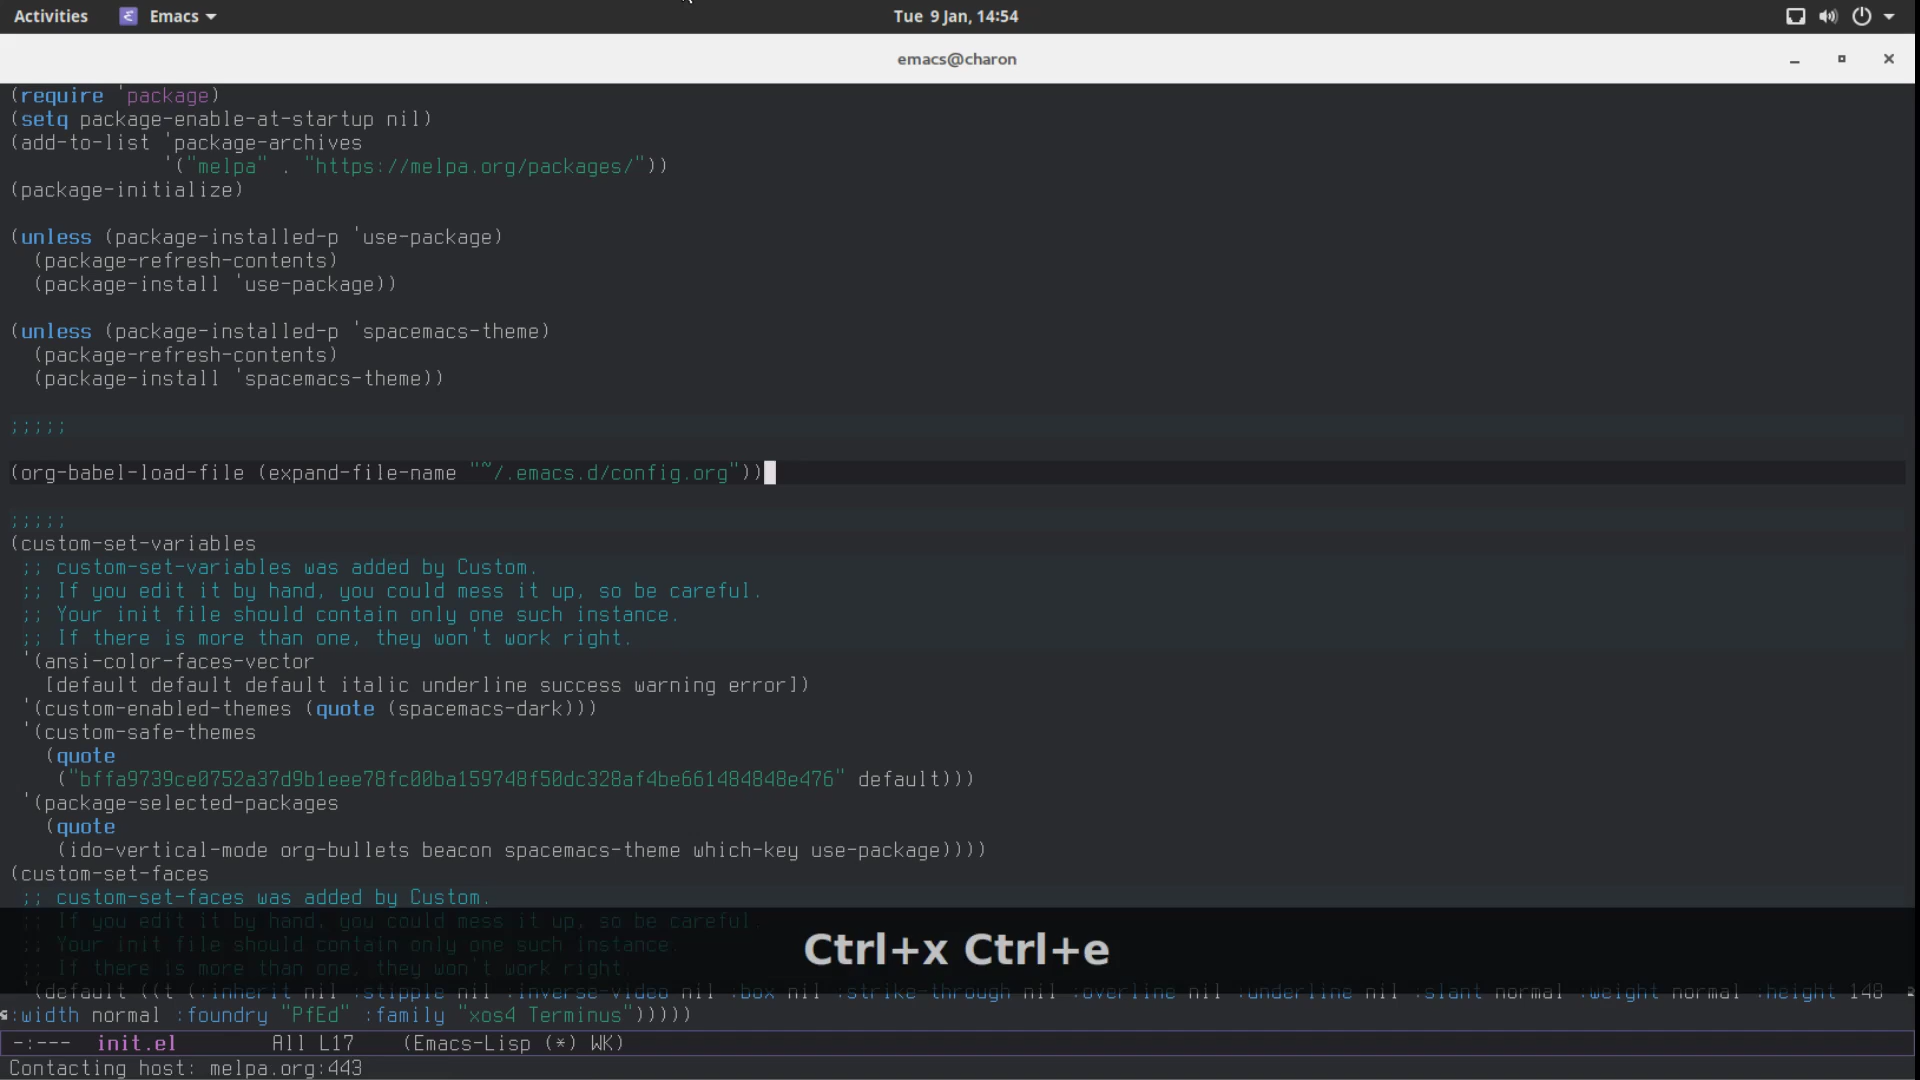 Activities Emacs Tue 9 Jan, 14:54
emacs@charon
(require 'package)
(setq package-enable-at-startup nil)
(add-to-list 'package-archives
'("melpa" . "https://melpa.org/packages/"))
(package-initialize)
(unless (package-installed-p 'use-package)
(package-refresh-contents)
(package-install 'use-package))
(unless (package-installed-p 'spacemacs-theme)
(package-refresh-contents)
(package-install 'spacemacs-theme))
;;;;;
(org-babel-load-file (expand-file-name "~/.emacs.d/config.org"))
;;;;;
(custom-set-variables
;; custom-set-variables was added by Custom.
;; If you edit it by hand, you could mess it up, so be careful.
;; Your init file should contain only one such instance.
;; If there is more than one, they won't work right.
'(ansi-color-faces-vector
[default default default italic underline success warning error])
'(custom-enabled-themes (quote (spacemacs-dark)))
'(custom-safe-themes
(quote
("bffa9739ce0752a37d9b1eee78fc00ba159748f50dc328af4be661484848e476" default)))
'(package-selected-packages
(quote
(ido-vertical-mode org-bullets beacon spacemacs-theme which-key use-package))))
(custom-set-faces
;; custom-set-faces was added by Custom.
;; If you edit it by hand, you could mess it up, so be careful.
;; Your init file should contain only one such instance.
;; If there is more than one, they won't work right.
Ctrl+x Ctrl+e
'(default ((t (:inherit nil :stipple nil :inverse-video nil :box nil :strike-through nil :overline nil :underline nil :slant normal :weight normal :height 148
:width normal :foundry "PfEd" :family "xos4 Terminus")))))
-:--- init.el All L17 (Emacs-Lisp (*) WK)
Contacting host: melpa.org:443